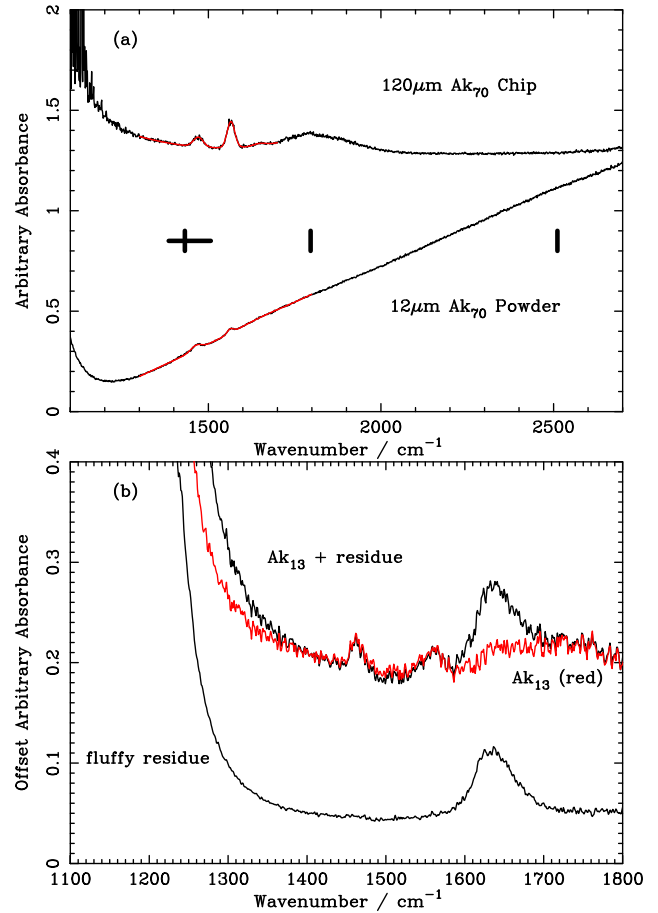 (a)
120μm Ak₇₀ Chip
12μm Ak₇₀ Powder
Arbitrary Absorbance
0
0.5
1
1.5
2
1500
2000
2500
Wavenumber / cm⁻¹
(b)
Ak₁₃ + residue
Ak₁₃ (red)
fluffy residue
Offset Arbitrary Absorbance
0
0.1
0.2
0.3
0.4
1100
1200
1300
1400
1500
1600
1700
1800
Wavenumber / cm⁻¹